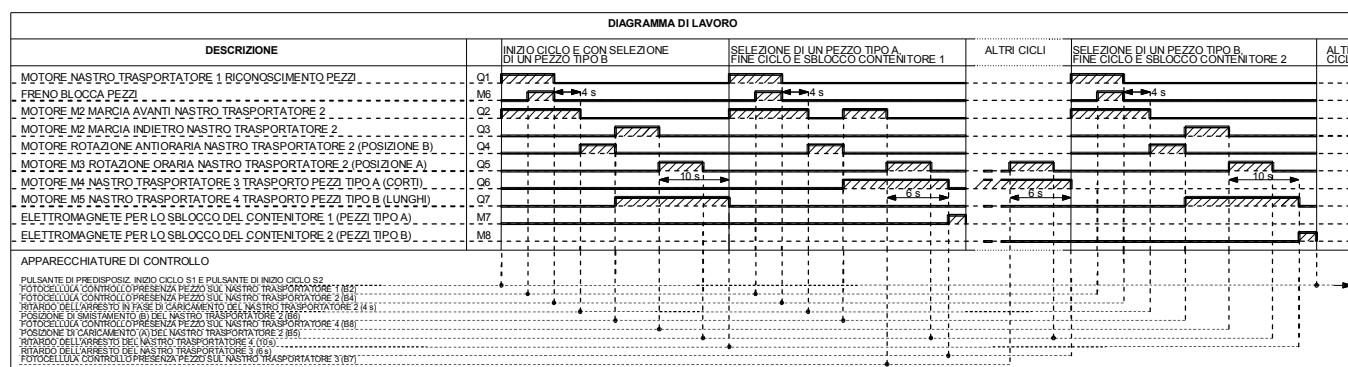 DIAGRAMMA DI LAVORO
DESCRIZIONE
INIZIO CICLO E CON SELEZIONE
DI UN PEZZO TIPO B
SELEZIONE DI UN PEZZO TIPO A,
FINE CICLO E SBLOCCO CONTENITORE 1
ALTRI CICLI
SELEZIONE DI UN PEZZO TIPO B,
FINE CICLO E SBLOCCO CONTENITORE 2
ALTRI
CICLI
MOTORE NASTRO TRASPORTATORE 1 RICONOSCIMENTO PEZZI Q1
FRENO BLOCCA PEZZI M6 4 s 4 s 4 s
MOTORE M2 MARCIA AVANTI NASTRO TRASPORTATORE 2 Q2
MOTORE M2 MARCIA INDIETRO NASTRO TRASPORTATORE 2 Q3
MOTORE ROTAZIONE ANTIORARIA NASTRO TRASPORTATORE 2 (POSIZIONE B) Q4
MOTORE M3 ROTAZIONE ORARIA NASTRO TRASPORTATORE 2 (POSIZIONE A) Q5
10 s 10 s
MOTORE M4 NASTRO TRASPORTATORE 3 TRASPORTO PEZZI TIPO A (CORTI) Q6
6 s 6 s
MOTORE M5 NASTRO TRASPORTATORE 4 TRASPORTO PEZZI TIPO B (LUNGHI) Q7
ELETTROMAGNETE PER LO SBLOCCO DEL CONTENITORE 1 (PEZZI TIPO A) M7
ELETTROMAGNETE PER LO SBLOCCO DEL CONTENITORE 2 (PEZZI TIPO B) M8
APPARECCHIATURE DI CONTROLLO
PULSANTE DI PREDISPOSIZ. INIZIO CICLO S1 E PULSANTE DI INIZIO CICLO S2
FOTOCELLULA CONTROLLO PRESENZA PEZZO SUL NASTRO TRASPORTATORE 1 (B2)
FOTOCELLULA CONTROLLO PRESENZA PEZZO SUL NASTRO TRASPORTATORE 2 (B4)
RITARDO DELL'ARRESTO IN FASE DI CARICAMENTO DEL NASTRO TRASPORTATORE 2 (4 s)
POSIZIONE DI SMISTAMENTO (B) DEL NASTRO TRASPORTATORE 2 (B6)
FOTOCELLULA CONTROLLO PRESENZA PEZZO SUL NASTRO TRASPORTATORE 4 (B8)
POSIZIONE DI CARICAMENTO (A) DEL NASTRO TRASPORTATORE 2 (B5)
RITARDO DELL'ARRESTO DEL NASTRO TRASPORTATORE 4 (10 s)
RITARDO DELL'ARRESTO DEL NASTRO TRASPORTATORE 3 (6 s)
FOTOCELLULA CONTROLLO PRESENZA PEZZO SUL NASTRO TRASPORTATORE 3 (B7)